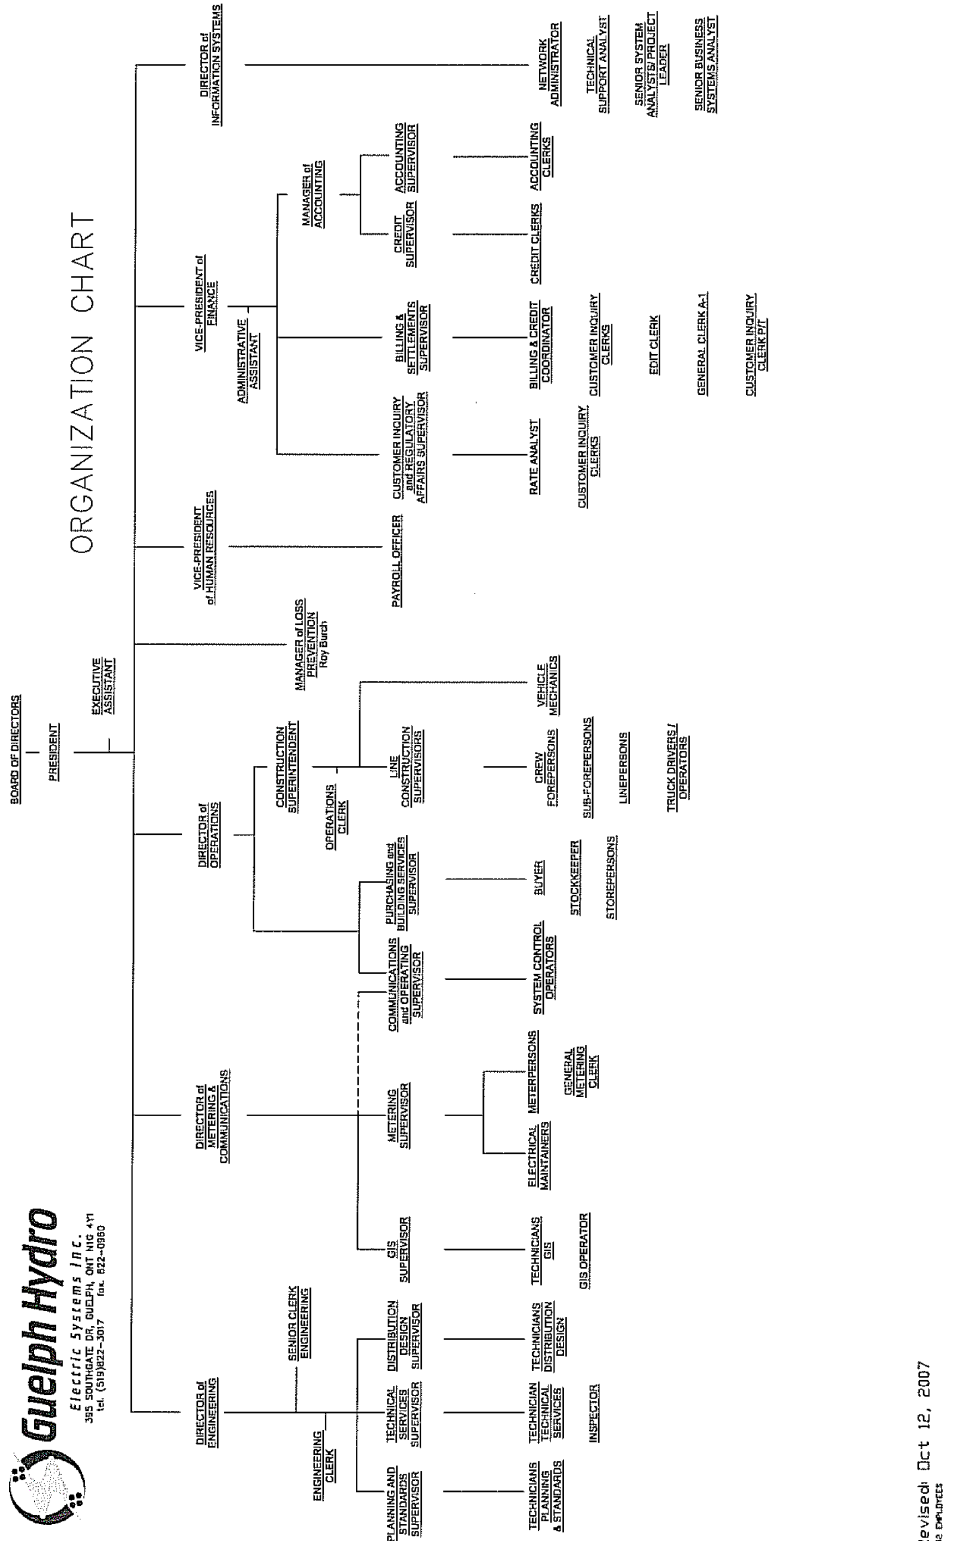 Guelph Hydro
Electric Systems Inc.
395 SOUTHGATE DR, GUELPH, ONT N1G 4Y1
tel. (519)822-3017 fax. 822-0960
ORGANIZATION CHART
BOARD OF DIRECTORS
PRESIDENT
EXECUTIVE
ASSISTANT
DIRECTOR of
ENGINEERING
DIRECTOR of
METERING &
COMMUNICATIONS
DIRECTOR of
OPERATIONS
VICE-PRESIDENT
of HUMAN RESOURCES
VICE-PRESIDENT of
FINANCE
DIRECTOR of
INFORMATION SYSTEMS
ADMINISTRATIVE
ASSISTANT
SENIOR CLERK
ENGINEERING
CONSTRUCTION
SUPERINTENDENT
MANAGER of LOSS
PREVENTION
Roy Burch
MANAGER of
ACCOUNTING
ENGINEERING
CLERK
OPERATIONS
CLERK
PLANNING AND
STANDARDS
SUPERVISOR
TECHNICAL
SERVICES
SUPERVISOR
DISTRIBUTION
DESIGN
SUPERVISOR
GIS
SUPERVISOR
METERING
SUPERVISOR
COMMUNICATIONS
and OPERATING
SUPERVISOR
PURCHASING and
BUILDING SERVICES
SUPERVISOR
LINE
CONSTRUCTION
SUPERVISORS
PAYROLL OFFICER
CUSTOMER INQUIRY
and REGULATORY
AFFAIRS SUPERVISOR
BILLING &
SETTLEMENTS
SUPERVISOR
CREDIT
SUPERVISOR
ACCOUNTING
SUPERVISOR
TECHNICIANS
PLANNING
& STANDARDS
TECHNICIAN
TECHNICAL
SERVICES
INSPECTOR
TECHNICIANS
DISTRIBUTION
DESIGN
TECHNICIANS
GIS
GIS OPERATOR
ELECTRICAL
MAINTAINERS
METERPERSONS
GENERAL
METERING
CLERK
SYSTEM CONTROL
OPERATORS
BUYER
STOCKKEEPER
STOREPERSONS
CREW
FOREPERSONS
SUB-FOREPERSONS
LINEPERSONS
TRUCK DRIVERS /
OPERATORS
VEHICLE
MECHANICS
RATE ANALYST
CUSTOMER INQUIRY
CLERKS
BILLING & CREDIT
COORDINATOR
CUSTOMER INQUIRY
CLERKS
EDIT CLERK
GENERAL CLERK A-1
CUSTOMER INQUIRY
CLERK P/T
CREDIT CLERKS
ACCOUNTING
CLERKS
NETWORK
ADMINISTRATOR
TECHNICAL
SUPPORT ANALYST
SENIOR SYSTEM
ANALYSTS/ PROJECT
LEADER
SENIOR BUSINESS
SYSTEMS ANALYST
evised: Oct 12, 2007
EMPLOYEES